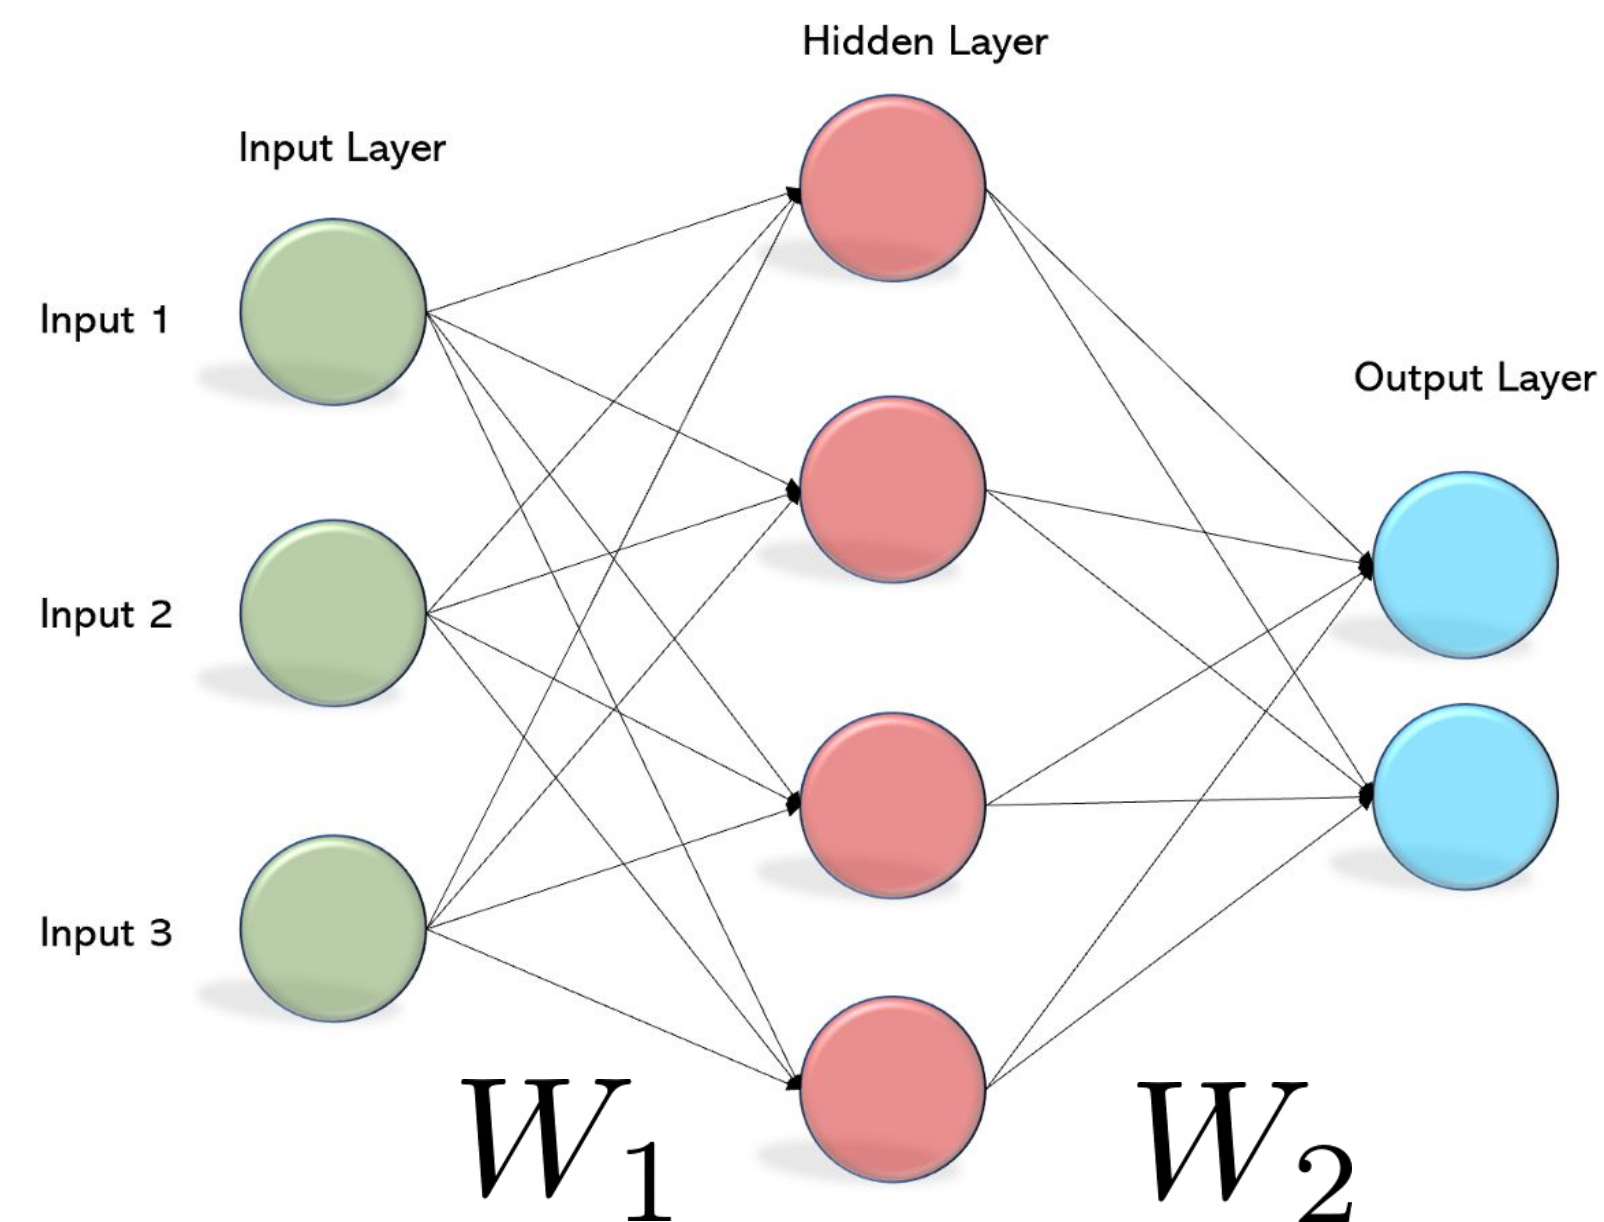 Hidden Layer
Input Layer
Input 1
Output Layer
Input 2
Input 3
W1
W2